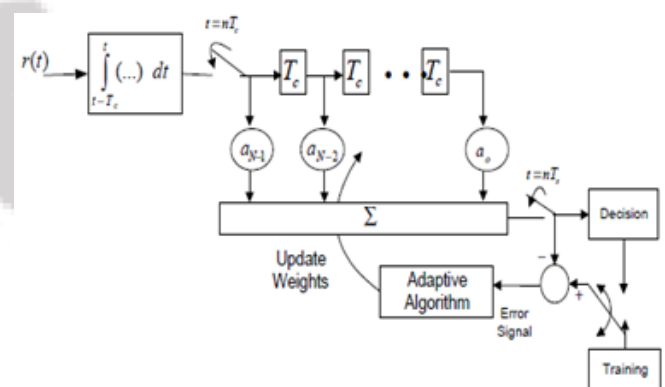 t=nT_c
r(t)
∫_{t-T_c}^{t} (...) dt
T_c T_c • • • T_c
a_{N-1} a_{N-2} a_o
t=nT_s
Σ
Decision
Update
Weights
Adaptive
Algorithm
−
+
Error
Signal
Training